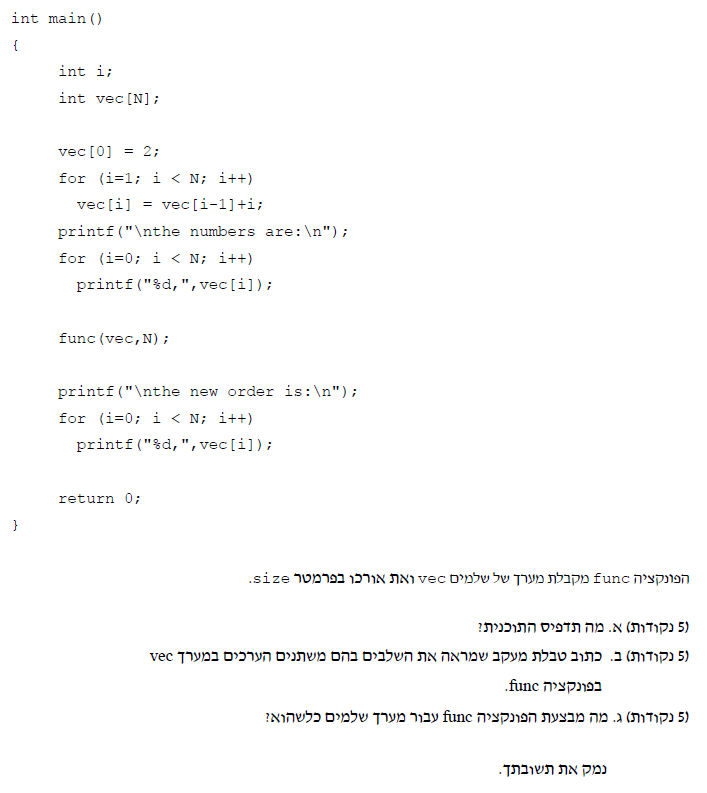 int main()
{
int i;
int vec[N];
vec[0] = 2;
for (i=1; i < N; i++)
vec[i] = vec[i-1]+i;
printf("\nthe numbers are:\n");
for (i=0; i < N; i++)
printf("%d,",vec[i]);
func(vec,N);
printf("\nthe new order is:\n");
for (i=0; i < N; i++)
printf("%d,",vec[i]);
return 0;
}
הפונקציה func מקבלת מערך של שלמים vec ואת אורכו בפרמטר size.
(5 נקודות) א. מה תדפיס התוכנית?
(5 נקודות) ב. כתוב טבלת מעקב שמראה את השלבים בהם משתנים הערכים במערך vec
בפונקציה func.
(5 נקודות) ג. מה מבצעת הפונקציה func עבור מערך שלמים כלשהוא?
נמק את תשובתך.